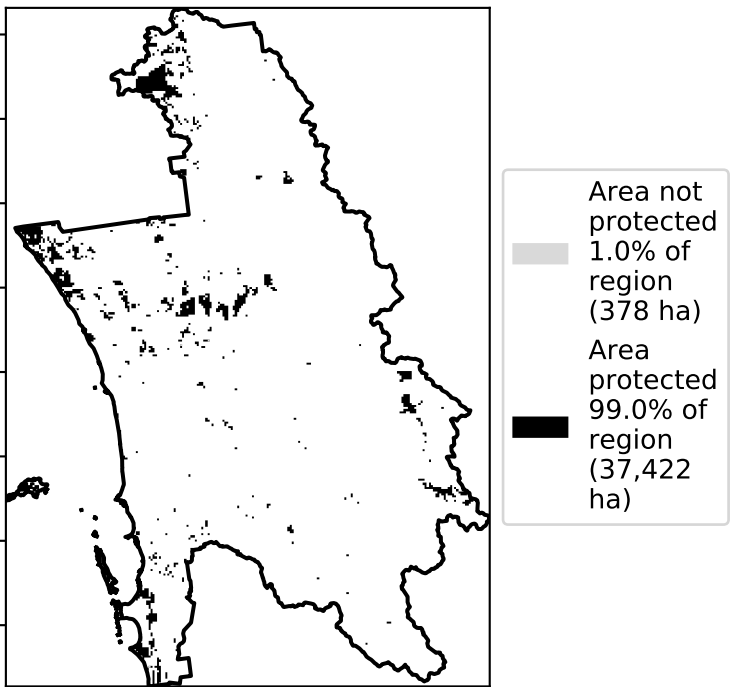 Area not
protected
1.0% of
region
(378 ha)
Area
protected
99.0% of
region
(37,422
ha)